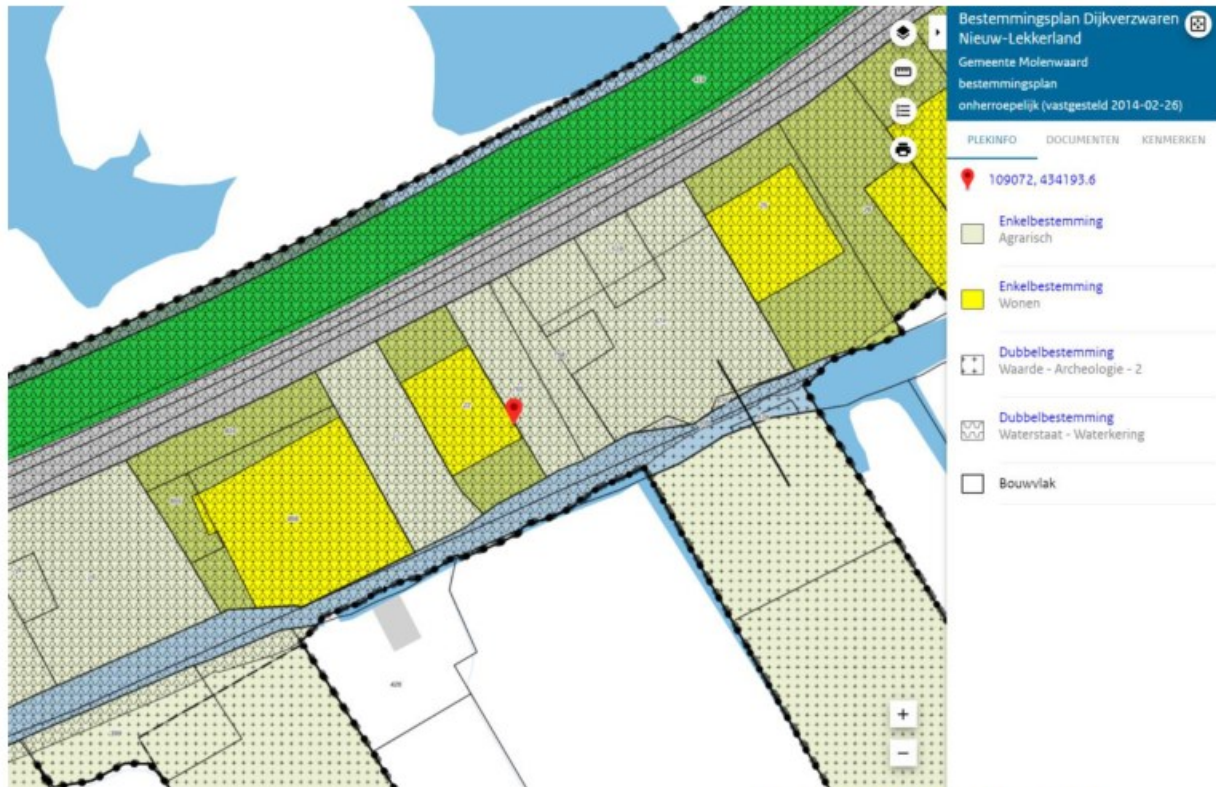 Bestemmingsplan Dijkverzwaren
Nieuw-Lekkerland
Gemeente Molenwaard
bestemmingsplan
onherroepelijk (vastgesteld 2014-02-26)
PLEKINFO DOCUMENTEN KENMERKEN
109072, 434193.6
Enkelbestemming
Agrarisch
Enkelbestemming
Wonen
Dubbelbestemming
Waarde - Archeologie - 2
Dubbelbestemming
Waterstaat - Waterkering
Bouwvlak
+
−